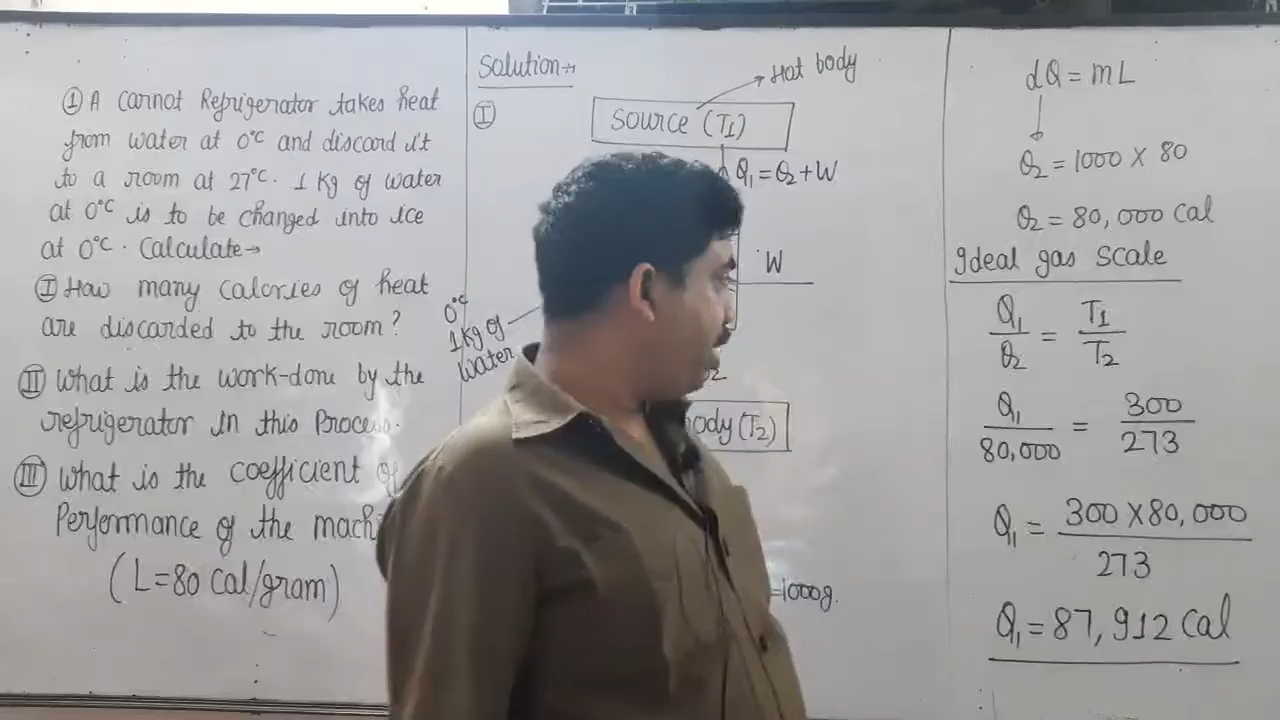 ① A Carnot Refrigerator takes heat
from water at 0°C and discard it
to a room at 27°C. 1 Kg of water
at 0°C is to be changed into ice
at 0°C. Calculate→
Ⓘ How many calories of heat
are discarded to the room?
Ⓘ︎Ⓘ What is the work-done by the
refrigerator in this Process.
Ⓘ︎Ⓘ︎Ⓘ What is the coefficient of
Performance of the machi
(L=80 Cal/gram)
Solution→
Ⓘ
Hot body
Source (T₁)
Q₁=Q₂+W
W
0°C
1Kg of
water
ody (T₂)
=1000g.
dQ = mL
Q₂ = 1000 X 80
Q₂ = 80,000 Cal
Ideal gas scale
Q₁/Q₂ = T₁/T₂
Q₁/80,000 = 300/273
Q₁ = 300 X 80,000/273
Q₁ = 87,912 Cal